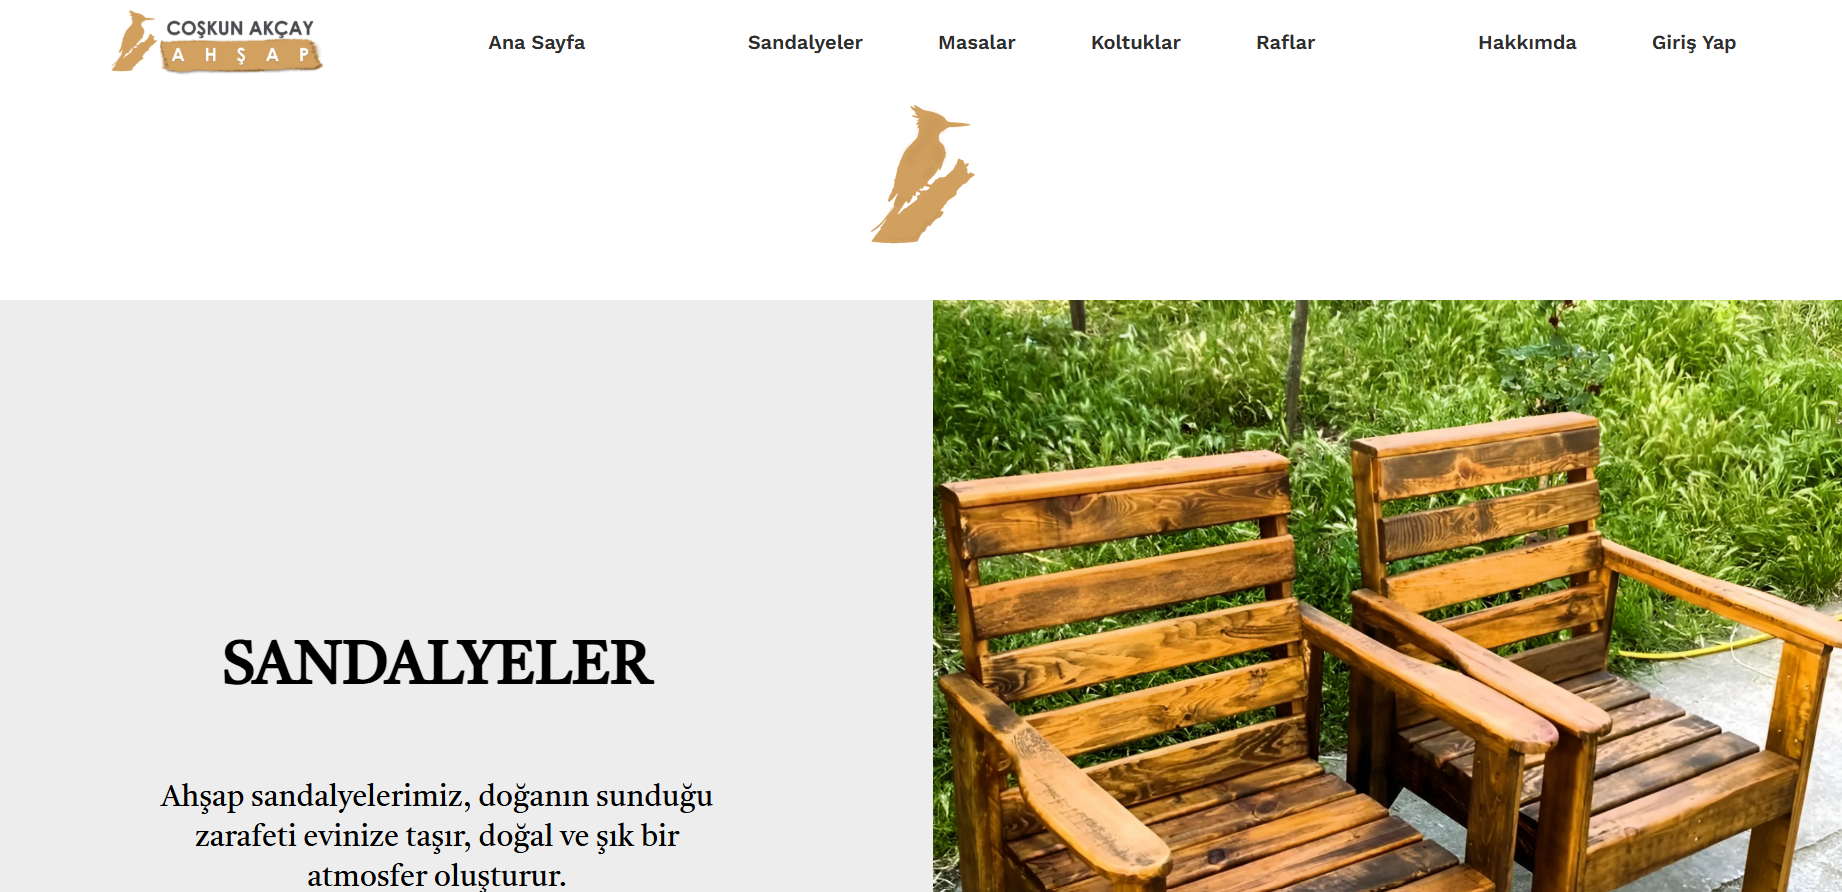 COŞKUN AKÇAY
AHŞAP
Ana Sayfa
Sandalyeler
Masalar
Koltuklar
Raflar
Hakkımda
Giriş Yap
SANDALYELER
Ahşap sandalyelerimiz, doğanın sunduğu
zarafeti evinize taşır, doğal ve şık bir
atmosfer oluşturur.